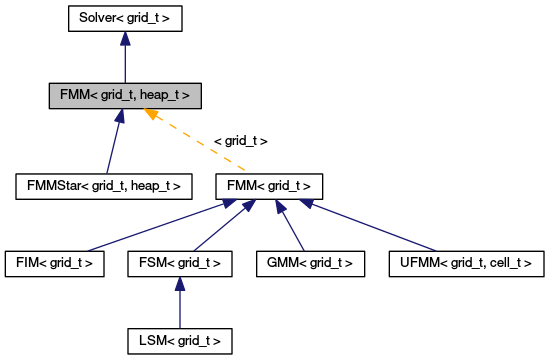 Solver< grid_t >
FMM< grid_t, heap_t >
< grid_t >
FMMStar< grid_t, heap_t >
FMM< grid_t >
FIM< grid_t >
FSM< grid_t >
GMM< grid_t >
UFMM< grid_t, cell_t >
LSM< grid_t >